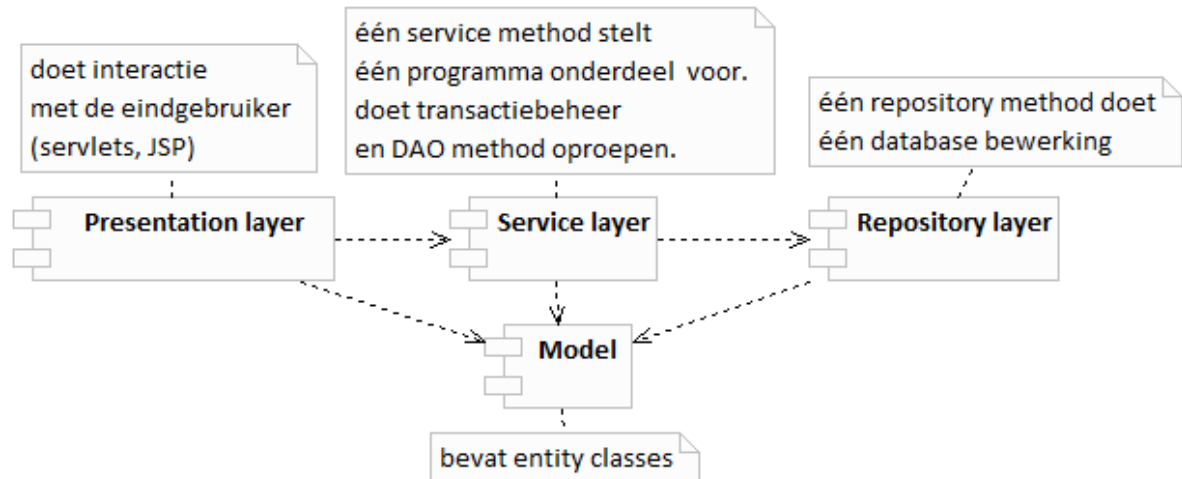 doet interactie
met de eindgebruiker
(servlets, JSP)
één service method stelt
één programma onderdeel voor.
doet transactiebeheer
en DAO method oproepen.
één repository method doet
één database bewerking
Presentation layer
Service layer
Repository layer
Model
bevat entity classes